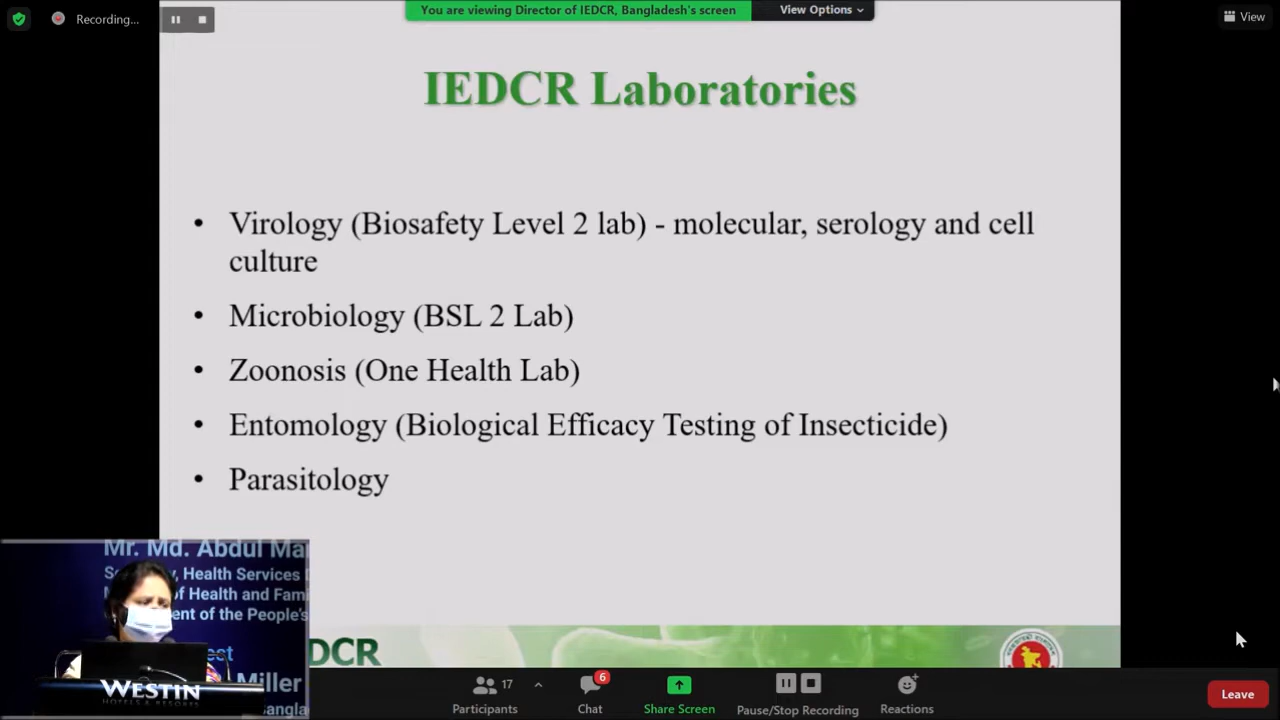 Recording...
You are viewing Director of IEDCR, Bangladesh's screen
View Options
View
IEDCR Laboratories
• Virology (Biosafety Level 2 lab) - molecular, serology and cell
culture
• Microbiology (BSL 2 Lab)
• Zoonosis (One Health Lab)
• Entomology (Biological Efficacy Testing of Insecticide)
• Parasitology
Mr. Md. Abdul
Health Services
of Health and
ent of the People's
Miller
WESTIN
HOTELS & RESORTS
DCR
17
Participants
6
Chat
Share Screen
Pause/Stop Recording
Reactions
Leave